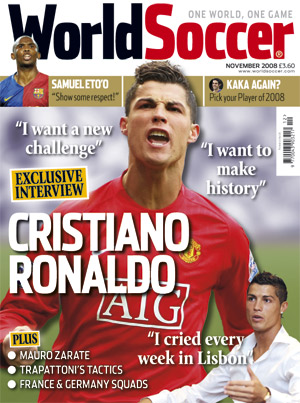 ONE WORLD, ONE GAME
WorldSoccer
NOVEMBER 2008 £3.60
www.worldsoccer.com
SAMUEL ETO'O
"Show some respect!"
KAKA AGAIN?
Pick your Player of 2008
"I want a new
challenge"
"I want to
make
history"
EXCLUSIVE
INTERVIEW
CRISTIANO
RONALDO
AIG
"I cried every
week in Lisbon"
PLUS
MAURO ZARATE
TRAPATTONI'S TACTICS
FRANCE & GERMANY SQUADS